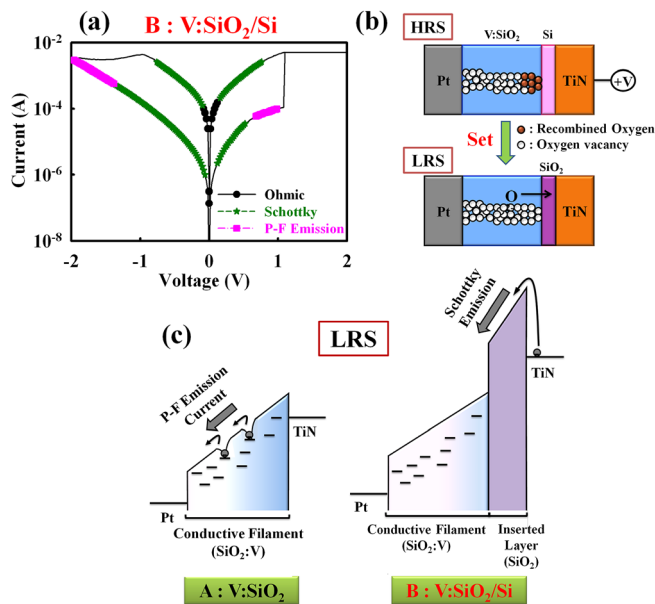 (a)
B : V:SiO₂/Si
10⁻²
10⁻⁴
10⁻⁶
10⁻⁸
Current (A)
Ohmic
Schottky
P-F Emission
-2
-1
0
1
2
Voltage (V)
(b)
HRS
V:SiO₂
Si
Pt
TiN
+V
Set
: Recombined Oxygen
: Oxygen vacancy
LRS
SiO₂
Pt
O
TiN
(c)
LRS
P-F Emission
Current
TiN
Pt
Conductive Filament
(SiO₂:V)
A : V:SiO₂
Schottky
Emission
TiN
Pt
Conductive Filament
(SiO₂:V)
Inserted
Layer
(SiO₂)
B : V:SiO₂/Si